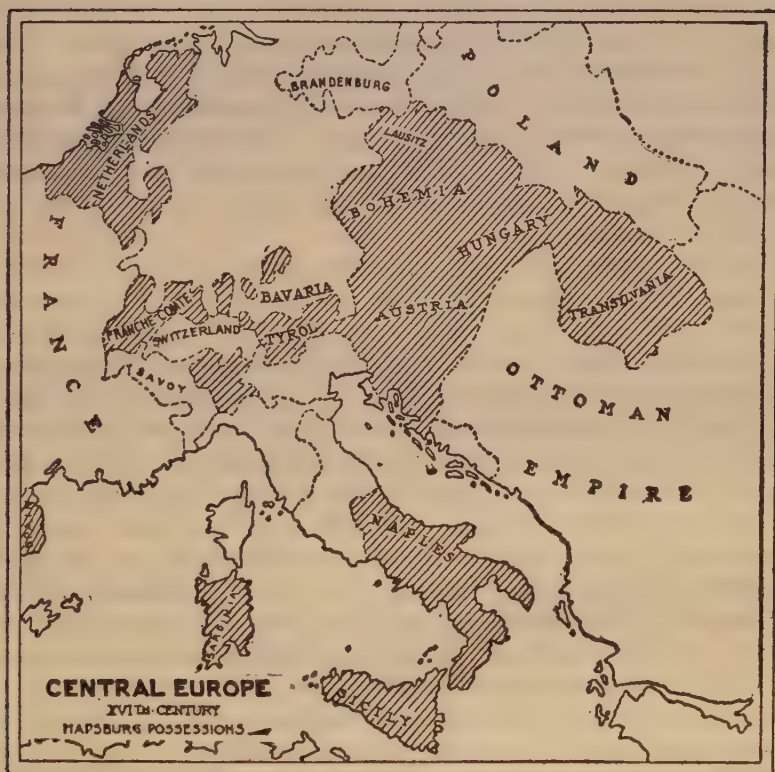 BRANDENBURG
POLAND
LAUSITZ
NETHERLANDS
BOHEMIA
HUNGARY
FRANCE
BAVARIA
TRANSYLVANIA
FRANCHE-COMTE
AUSTRIA
SWITZERLAND
TYROL
SAVOY
OTTOMAN
EMPIRE
NAPLES
SARDINIA
SICILY
CENTRAL EUROPE
XVITH·CENTURY
HAPSBURG POSSESSIONS